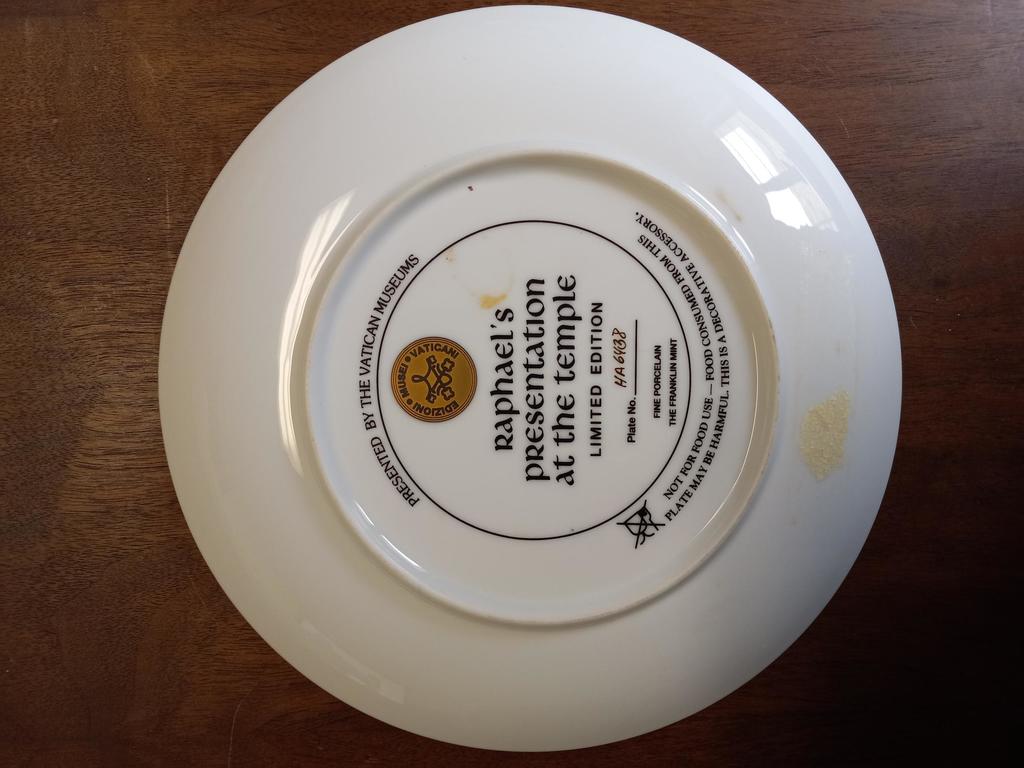 PRESENTED BY THE VATICAN MUSEUMS
EDIZIONI • MUSEI • VATICANI •
Raphael's
presentation
at the temple
LIMITED EDITION
Plate No. HA6438
FINE PORCELAIN
THE FRANKLIN MINT
NOT FOR FOOD USE — FOOD CONSUMED FROM THIS
PLATE MAY BE HARMFUL. THIS IS A DECORATIVE ACCESSORY.